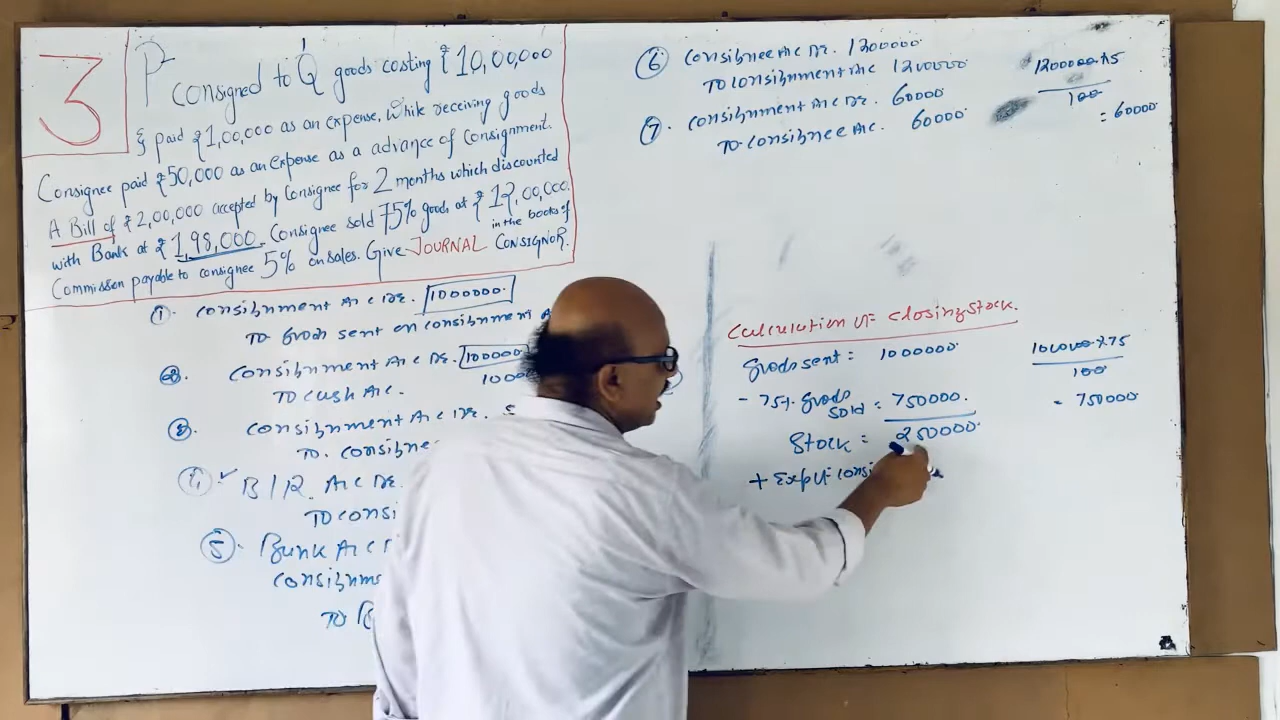 3
P consigned to Q goods costing ₹10,00,000
& paid ₹1,00,000 as an expense, While receiving goods
Consignee paid ₹50,000 as an expense as a advance of Consignment.
A Bill of ₹2,00,000 accepted by Consignee for 2 months which discounted
with Bank at ₹1,98,000. Consignee sold 75% goods at ₹12,00,000.
Commission payable to consignee 5% on sales. Give JOURNAL in the books of CONSIGNOR.
①. Consignment A/c DR. 1000000
To Goods sent on consignment A
②. Consignment A/c DR. 100000
To Cash A/c.
③. Consignment A/c DR.
To. Consigne
④ ✓ B/R. A/c DR.
To Consi
⑤. Bank A/c
Consignme
To
⑥ Consignee A/c DR. 1200000
To Consignment A/c 1200000
⑦. Consignment A/c DR. 60000
To Consignee A/c. 60000
1200000×5
100
= 60000
Calculation of Closing Stock.
Goods sent = 1000000
- 75%. Goods sold = 750000.
Stock = 250000
+ Exp of Consi
1000000×75
100
= 750000